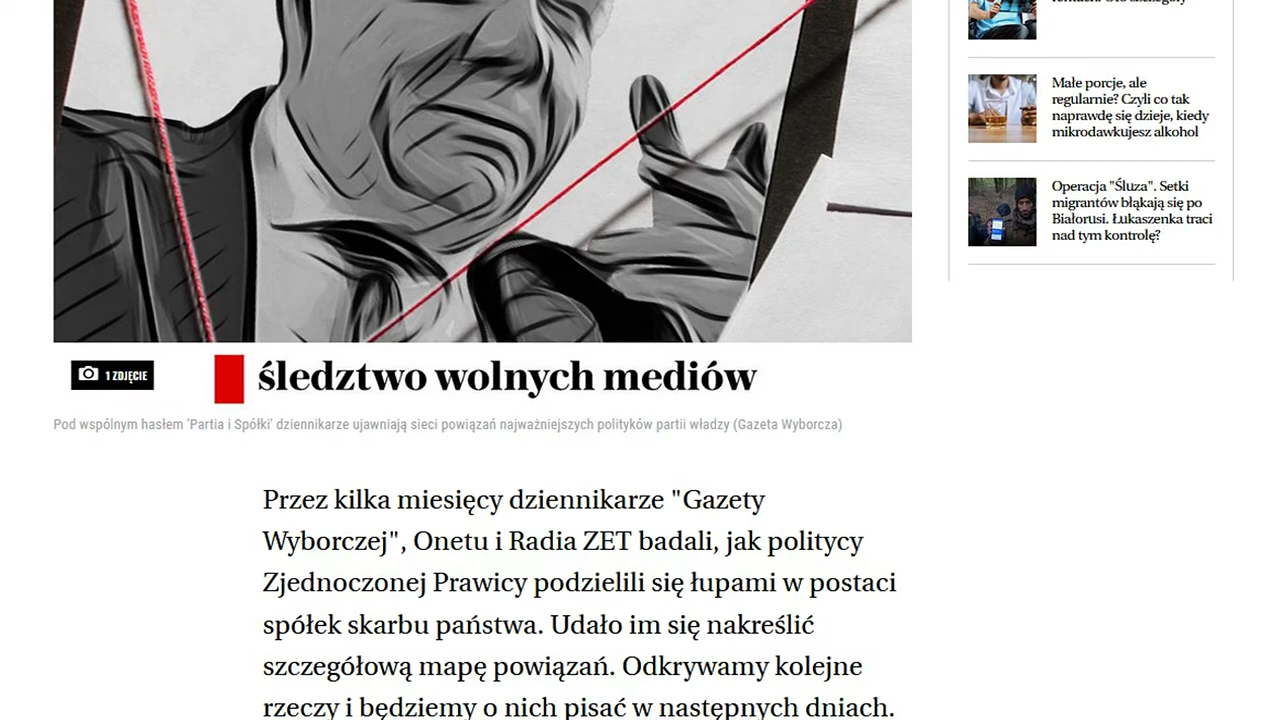 Małe porcje, ale
regularnie? Czyli co tak
naprawdę się dzieje, kiedy
mikrodawkujesz alkohol
Operacja "Śluza". Setki
migrantów błąkają się po
Białorusi. Łukaszenka traci
nad tym kontrolę?
1 ZDJĘCIE
śledztwo wolnych mediów
Pod wspólnym hasłem 'Partia i Spółki' dziennikarze ujawniają sieci powiązań najważniejszych polityków partii władzy (Gazeta Wyborcza)
Przez kilka miesięcy dziennikarze "Gazety
Wyborczej", Onetu i Radia ZET badali, jak politycy
Zjednoczonej Prawicy podzielili się łupami w postaci
spółek skarbu państwa. Udało im się nakreślić
szczegółową mapę powiązań. Odkrywamy kolejne
rzeczy i będziemy o nich pisać w następnych dniach.